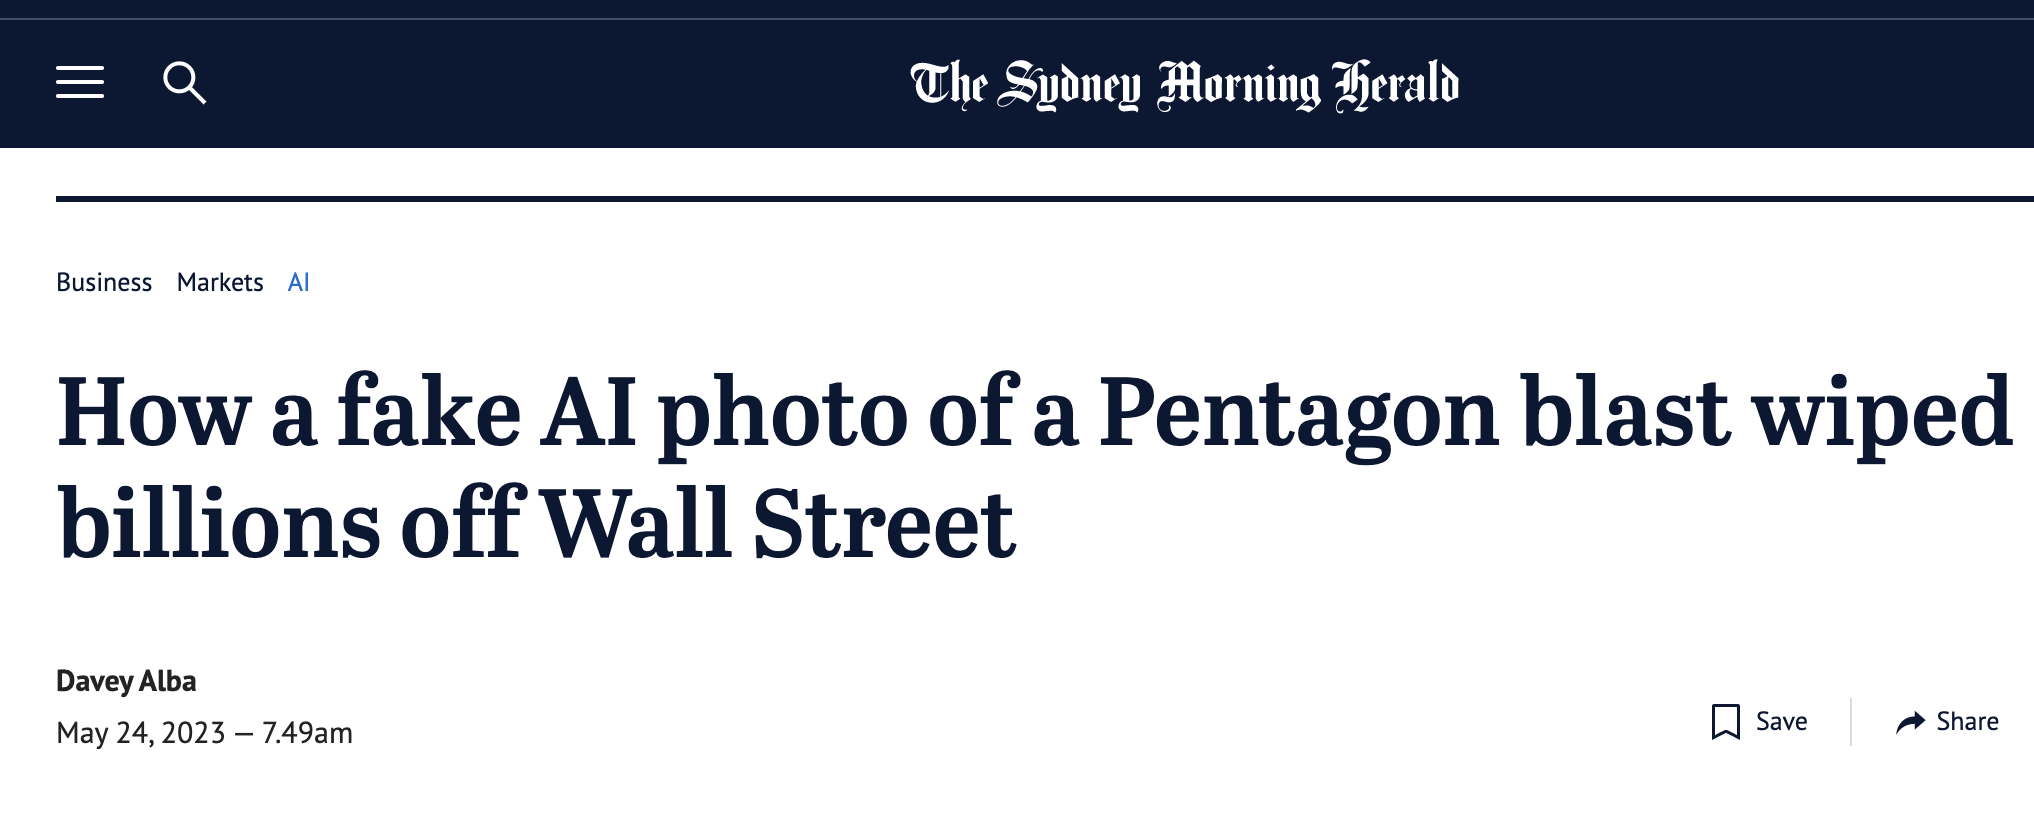 The Sydney Morning Herald
Business Markets AI
How a fake AI photo of a Pentagon blast wiped
billions off Wall Street
Davey Alba
May 24, 2023 — 7.49am
Save Share